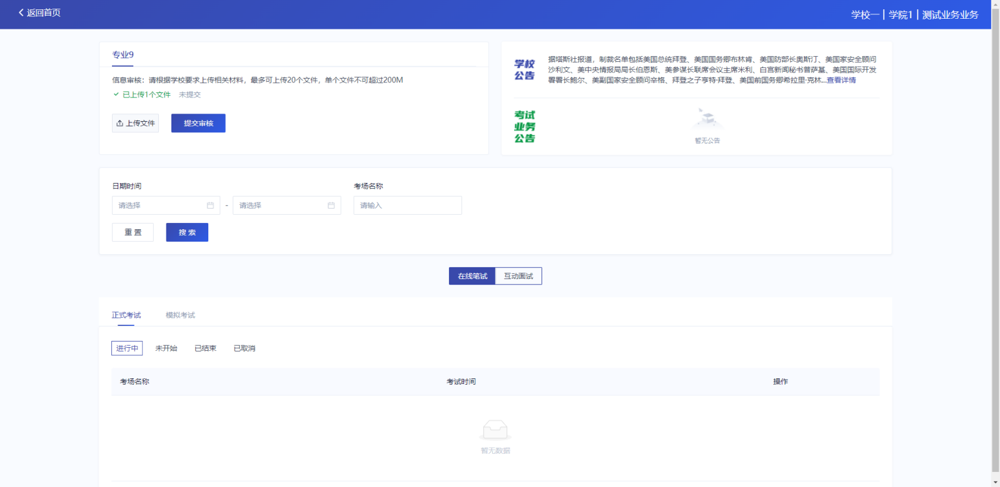 返回首页
学校一 | 学院1 | 测试业务业务
专业9
信息审核：请根据学校要求上传相关材料，最多可上传20个文件，单个文件不可超过200M
已上传1个文件 未提交
上传文件 提交审核
学校
公告
据塔斯社报道，制裁名单包括美国总统拜登、美国国务卿布林肯、美国防部长奥斯汀、美国家安全顾问
沙利文、美中央情报局局长伯恩斯、美参谋长联席会议主席米利、白宫新闻秘书普萨基、美国国际开发
署署长鲍尔、美副国家安全顾问辛格、拜登之子亨特·拜登、美国前国务卿希拉里·克林...查看详情
考试
业务
公告
暂无公告
日期时间 考场名称
请选择 - 请选择 请输入
重置 搜索
在线笔试 互动面试
正式考试 模拟考试
进行中 未开始 已结束 已取消
考场名称 考试时间 操作
暂无数据